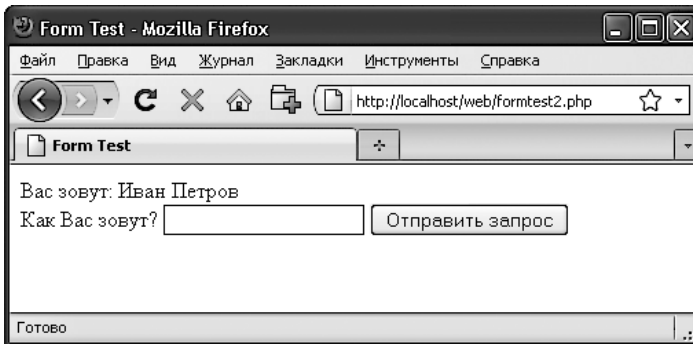 Form Test - Mozilla Firefox
Файл Правка Вид Журнал Закладки Инструменты Справка
http://localhost/web/formtest2.php
Form Test
Вас зовут: Иван Петров
Как Вас зовут? Отправить запрос
Готово